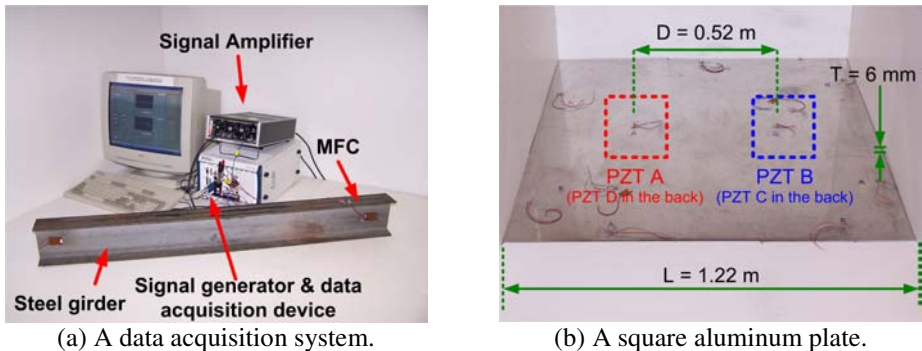 Signal Amplifier
MFC
Steel girder
Signal generator & data
acquisition device
(a) A data acquisition system.
D = 0.52 m
T = 6 mm
PZT A
(PZT D in the back)
PZT B
(PZT C in the back)
L = 1.22 m
(b) A square aluminum plate.